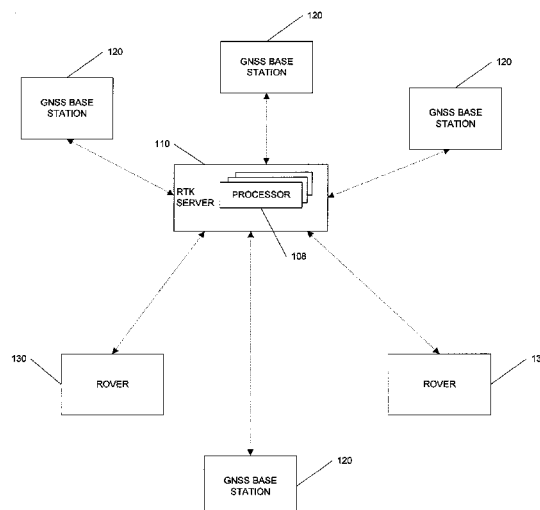 120
GNSS BASE
STATION
120
GNSS BASE
STATION
120
GNSS BASE
STATION
110
RTK
SERVER
PROCESSOR
108
130
ROVER
ROVER
13
120
GNSS BASE
STATION